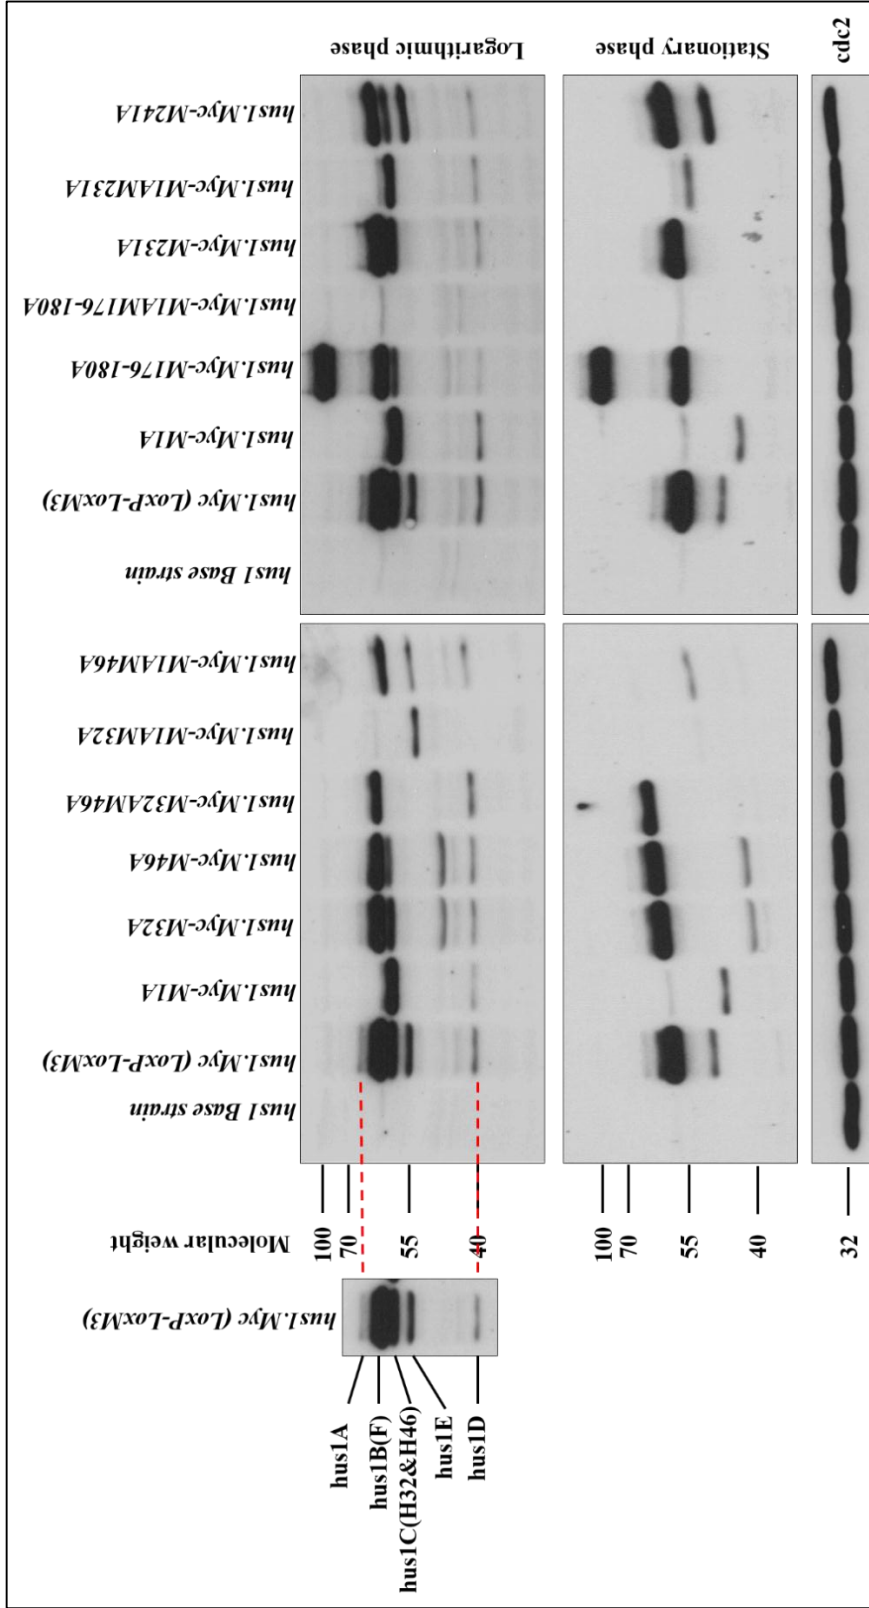 hus1.Myc (LoxP-LoxM3)
hus1A
hus1B(F)
hus1C(H32&H46)
hus1E
hus1D
Molecular weight
100
70
55
40
100
70
55
40
32
hus1 Base strain
hus1.Myc (LoxP-LoxM3)
hus1.Myc-M1A
hus1.Myc-M32A
hus1.Myc-M46A
hus1.Myc-M32AM46A
hus1.Myc-M1AM32A
hus1.Myc-M1AM46A
hus1 Base strain
hus1.Myc (LoxP-LoxM3)
hus1.Myc-M1A
hus1.Myc-M176-180A
hus1.Myc-M1AM176-180A
hus1.Myc-M231A
hus1.Myc-M1AM231A
hus1.Myc-M241A
Logarithmic phase
Stationary phase
cdc2